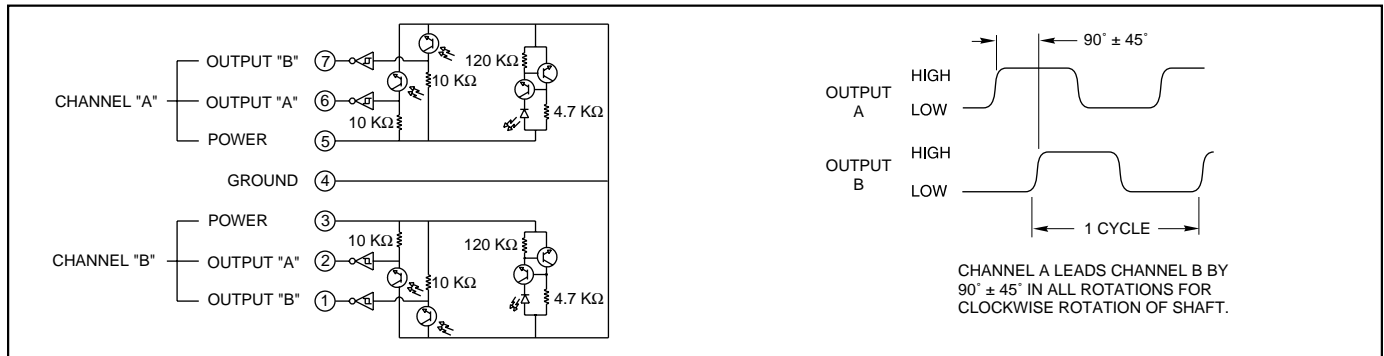 OUTPUT "B" 7
CHANNEL "A" OUTPUT "A" 6
POWER 5
GROUND 4
POWER 3
CHANNEL "B" OUTPUT "A" 2
OUTPUT "B" 1
120 KΩ
10 KΩ
10 KΩ
4.7 KΩ
10 KΩ
120 KΩ
10 KΩ
4.7 KΩ
90° ± 45°
OUTPUT
A
HIGH
LOW
OUTPUT
B
HIGH
LOW
1 CYCLE
CHANNEL A LEADS CHANNEL B BY
90° ± 45° IN ALL ROTATIONS FOR
CLOCKWISE ROTATION OF SHAFT.